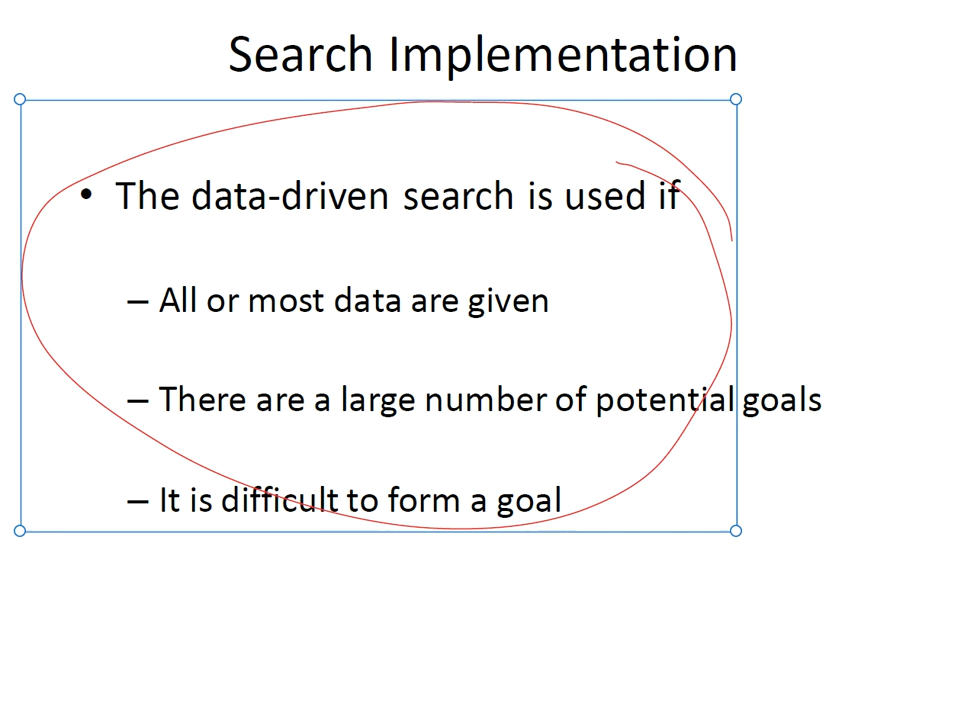 Search Implementation
• The data-driven search is used if
– All or most data are given
– There are a large number of potential goals
– It is difficult to form a goal